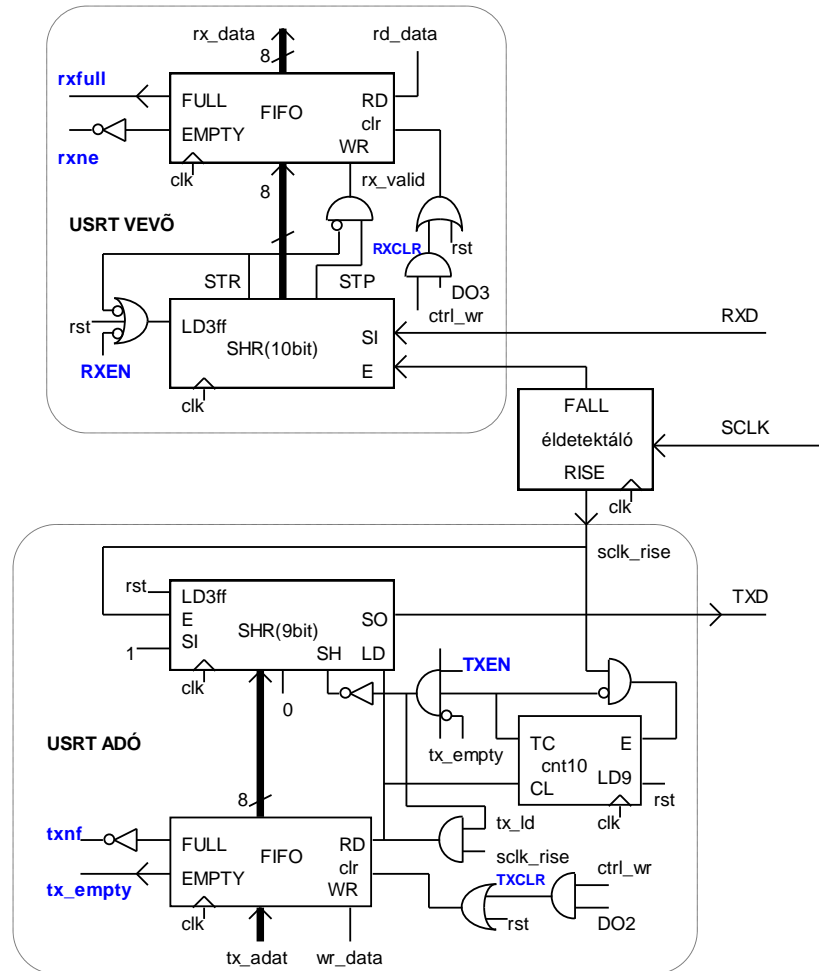 rx_data
rd_data
8
rxfull
FULL
RD
FIFO
clr
EMPTY
WR
rxne
clk
rx_valid
8
USRT VEVÕ
RXCLR
rst
STR
STP
DO3
ctrl_wr
RXD
rst
LD3ff
SI
SHR(10bit)
RXEN
E
clk
FALL
SCLK
éldetektáló
RISE
clk
sclk_rise
rst
LD3ff
TXD
E
SO
SHR(9bit)
SI
SH
LD
1
TXEN
clk
0
USRT ADÓ
tx_empty
TC
E
cnt10
CL
LD9
rst
8
clk
tx_ld
txnf
FULL
RD
FIFO
clr
sclk_rise
ctrl_wr
tx_empty
EMPTY
WR
TXCLR
clk
rst
DO2
tx_adat
wr_data